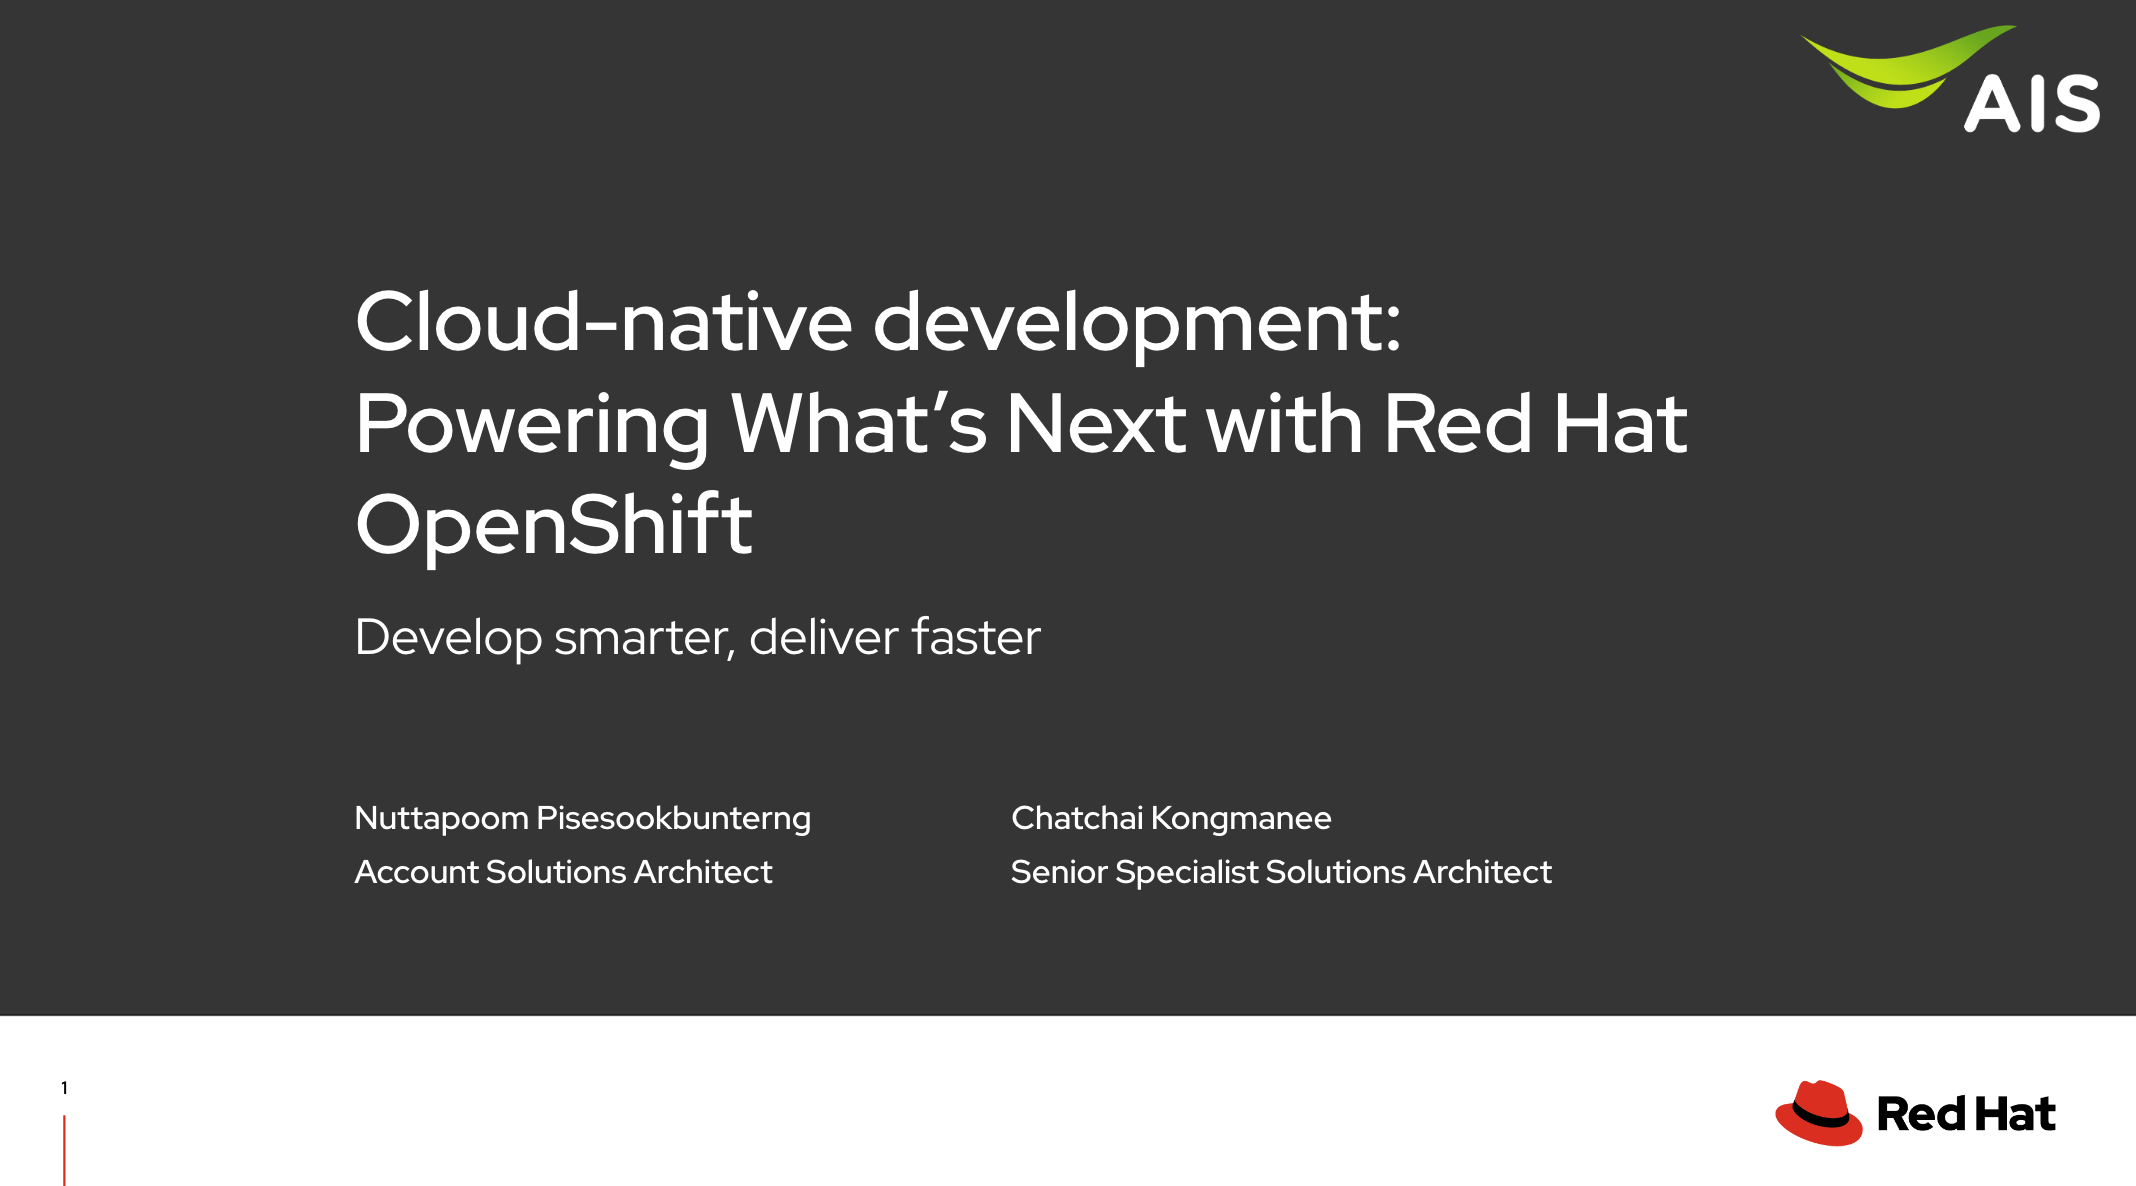 AIS
Cloud-native development:
Powering What’s Next with Red Hat
OpenShift
Develop smarter, deliver faster
Nuttapoom Pisesookbunterng
Account Solutions Architect
Chatchai Kongmanee
Senior Specialist Solutions Architect
1
Red Hat